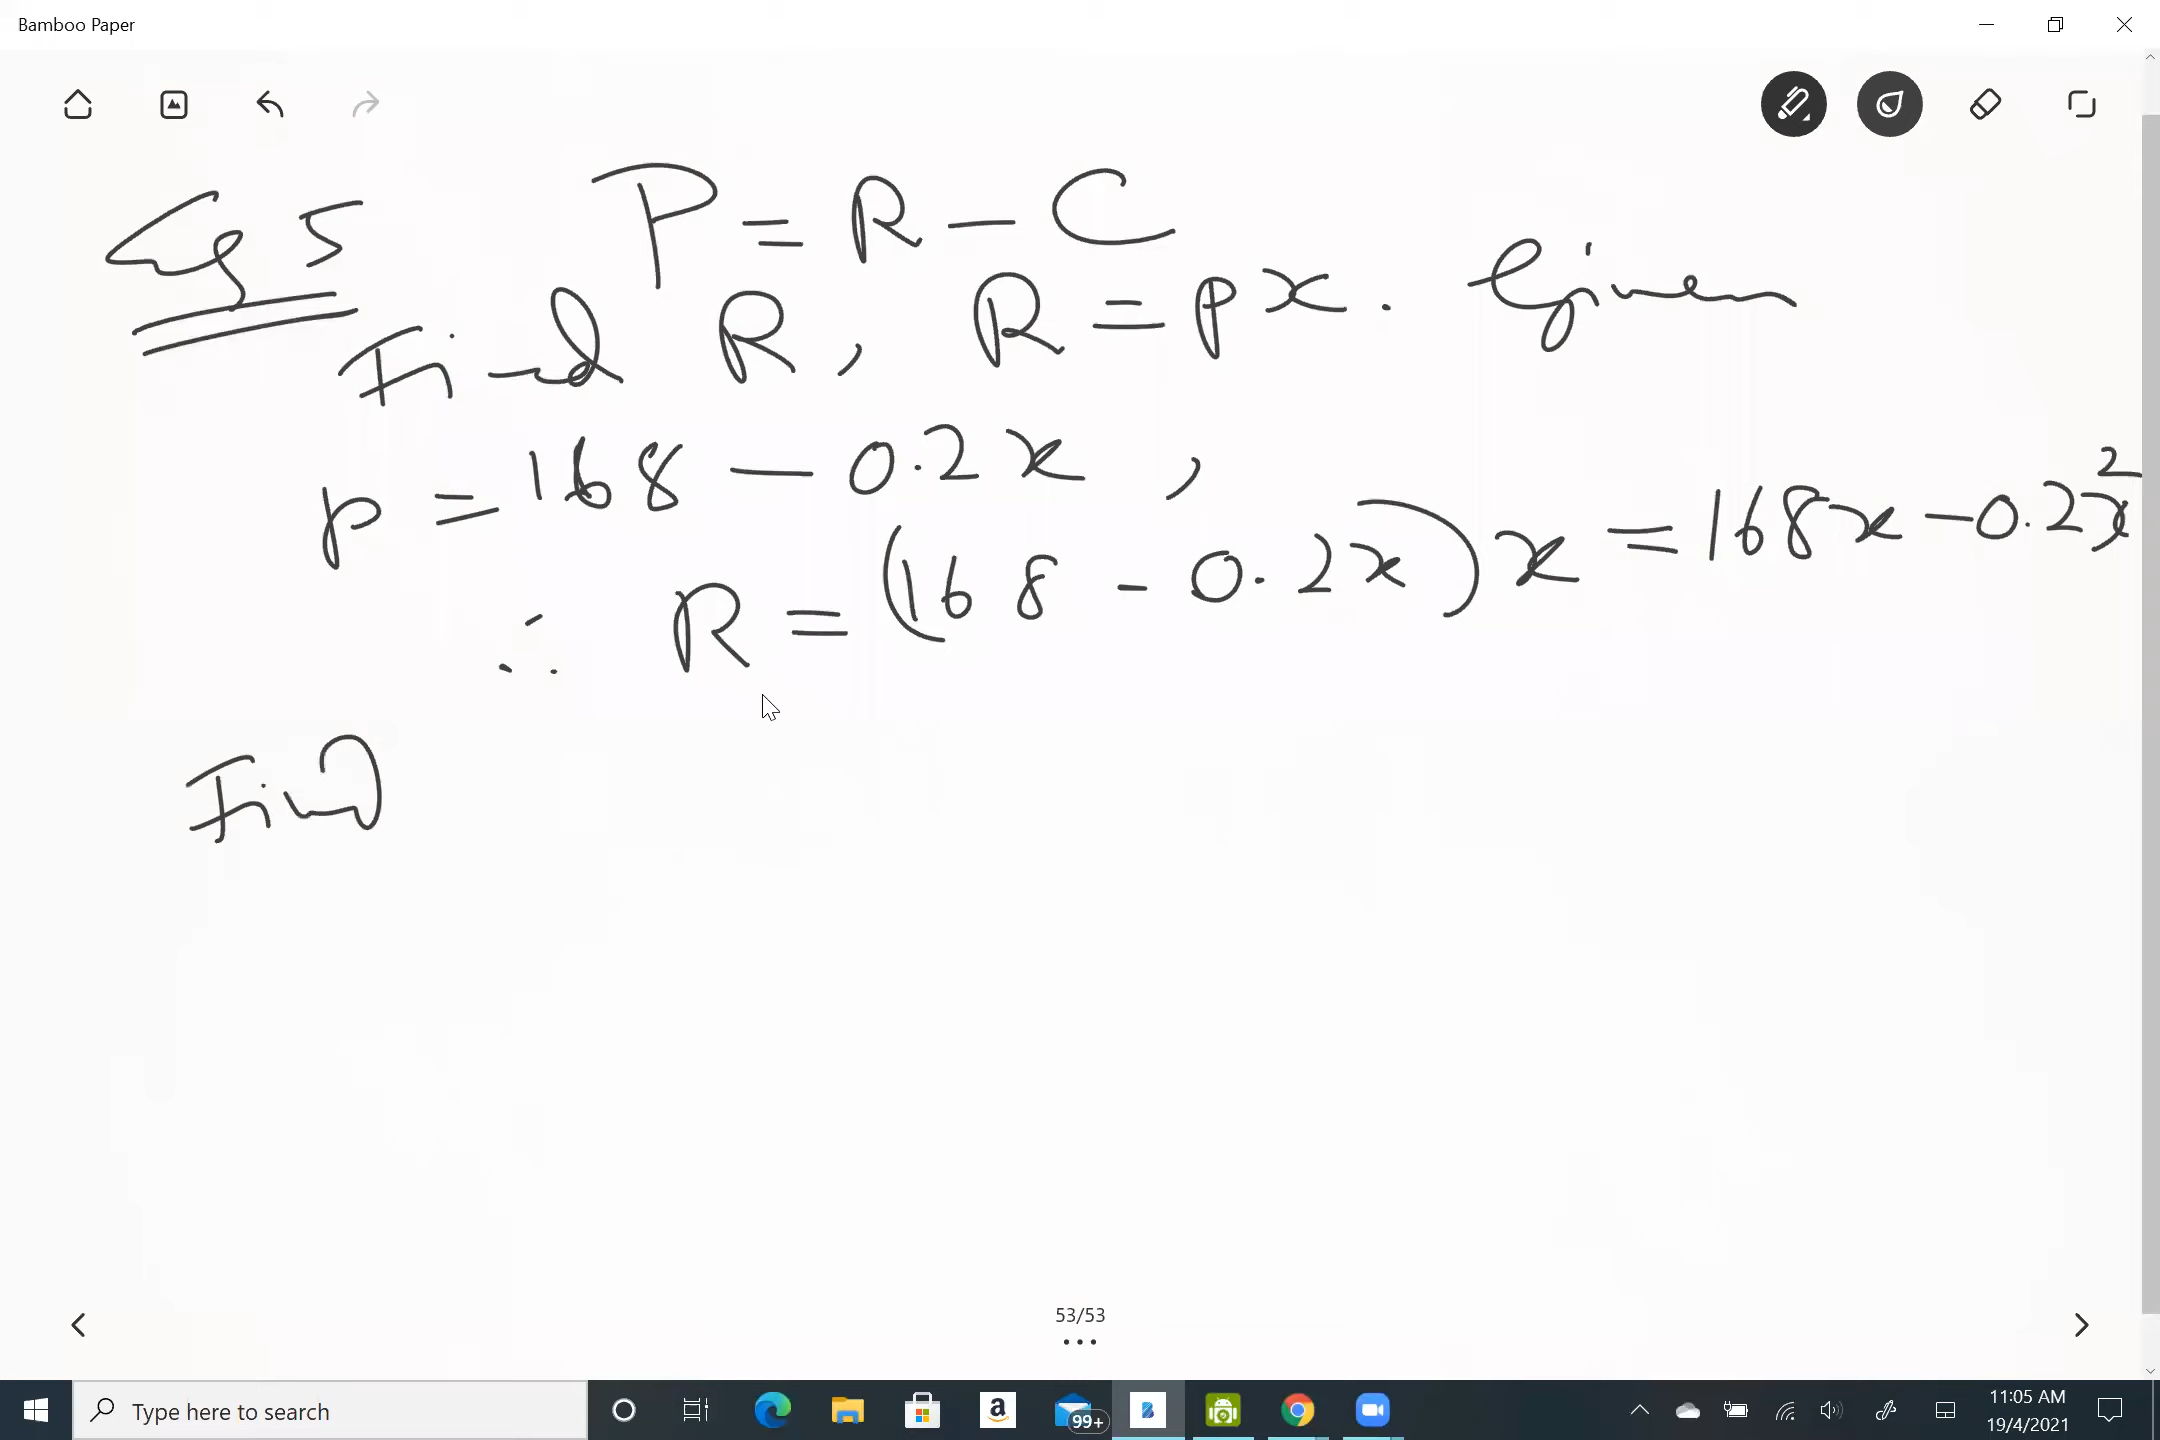 Bamboo Paper
Eg 5
P = R - C
Find R, R = px. Given
p = 168 - 0.2x,
∴ R = (168 - 0.2x)x = 168x - 0.2x²
Find
53/53
Type here to search
99+
11:05 AM
19/4/2021